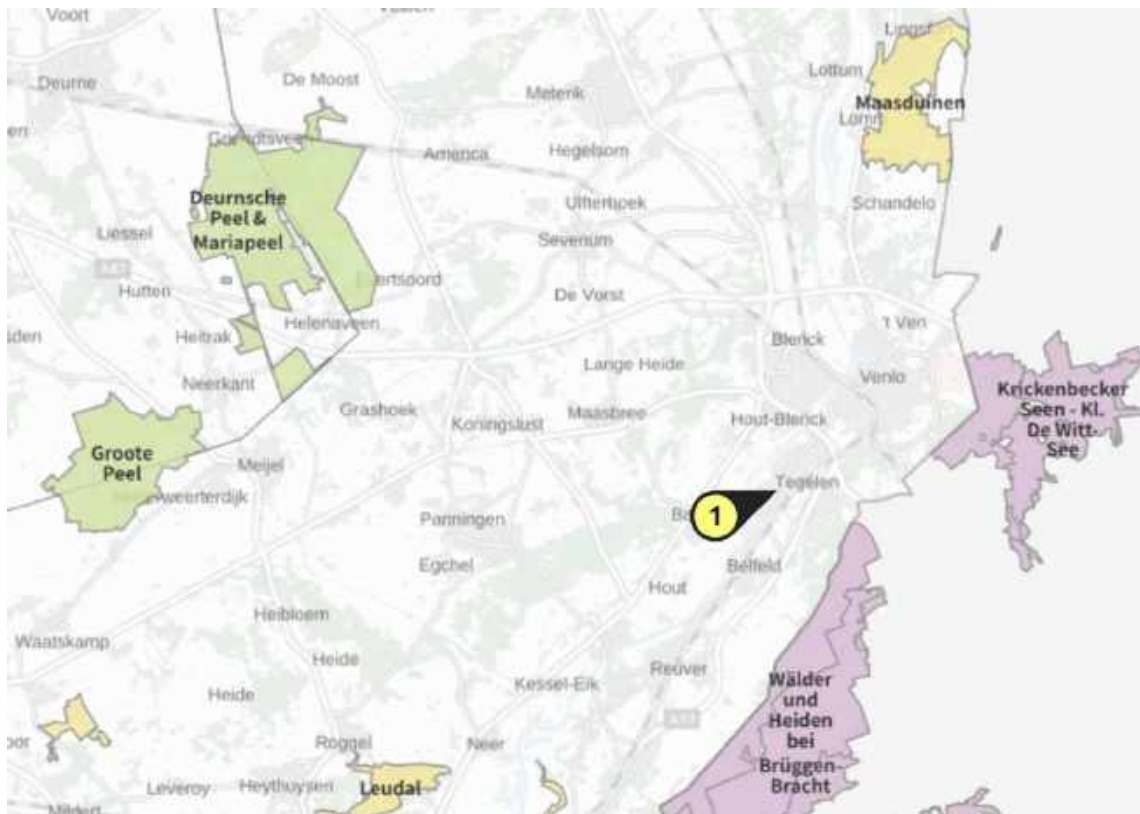 Voort
Deurne
De Moost
Meterik
Lottum
Maasduinen
America
Hegelsom
Deurnsche
Peel &
Mariapeel
Ulfterhoek
Schandelo
Liessel
Sevenum
Hutten
De Vorst
Helenaveen
't Ven
Heitrak
Blerick
Lange Heide
Venlo
Neerkant
Krickenbecker
Seen - Kl.
De Witt-
See
Grashoek
Koningslust
Maasbree
Hout-Blerick
Groote
Peel
Meijel
Tegelen
1
Panningen
Egchel
Belfeld
Hout
Heibloem
Waatskamp
Heide
Reuver
Heide
Kessel-Eik
Wälder
und
Heiden
bei
Brüggen-
Bracht
Roggel
Neer
Leveroy
Heythuysen
Leudal